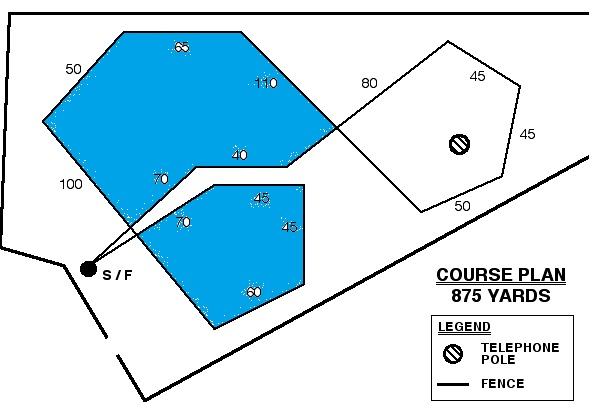 65
50
110
80
45
45
40
70
100
45
70
45
50
60
S / F
COURSE PLAN
875 YARDS
LEGEND
TELEPHONE
POLE
FENCE